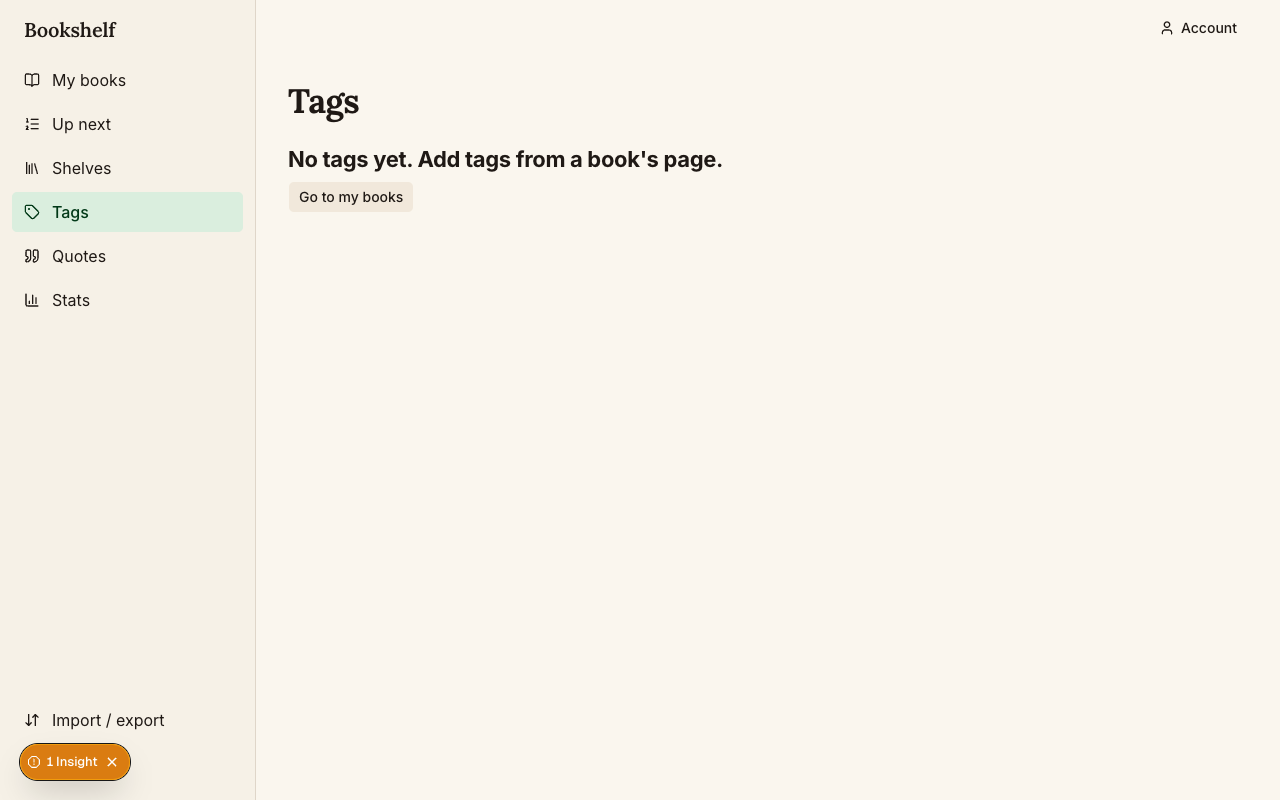 Bookshelf
My books
Up next
Shelves
Tags
Quotes
Stats
Import / export
1 Insight
Account
Tags
No tags yet. Add tags from a book's page.
Go to my books